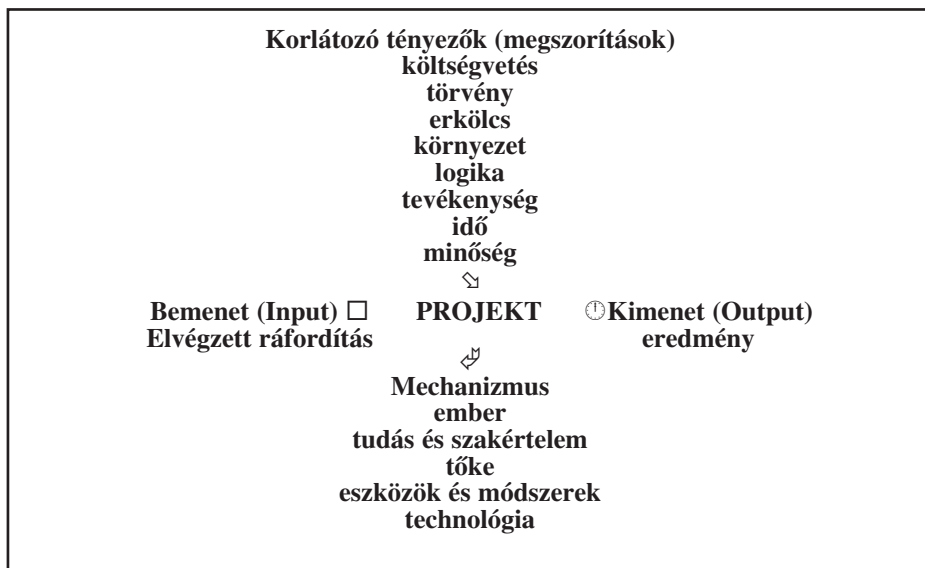 Korlátozó tényezők (megszorítások)
költségvetés
törvény
erkölcs
környezet
logika
tevékenység
idő
minőség
Bemenet (Input) □ PROJEKT Kimenet (Output)
Elvégzett ráfordítás eredmény
Mechanizmus
ember
tudás és szakértelem
tőke
eszközök és módszerek
technológia